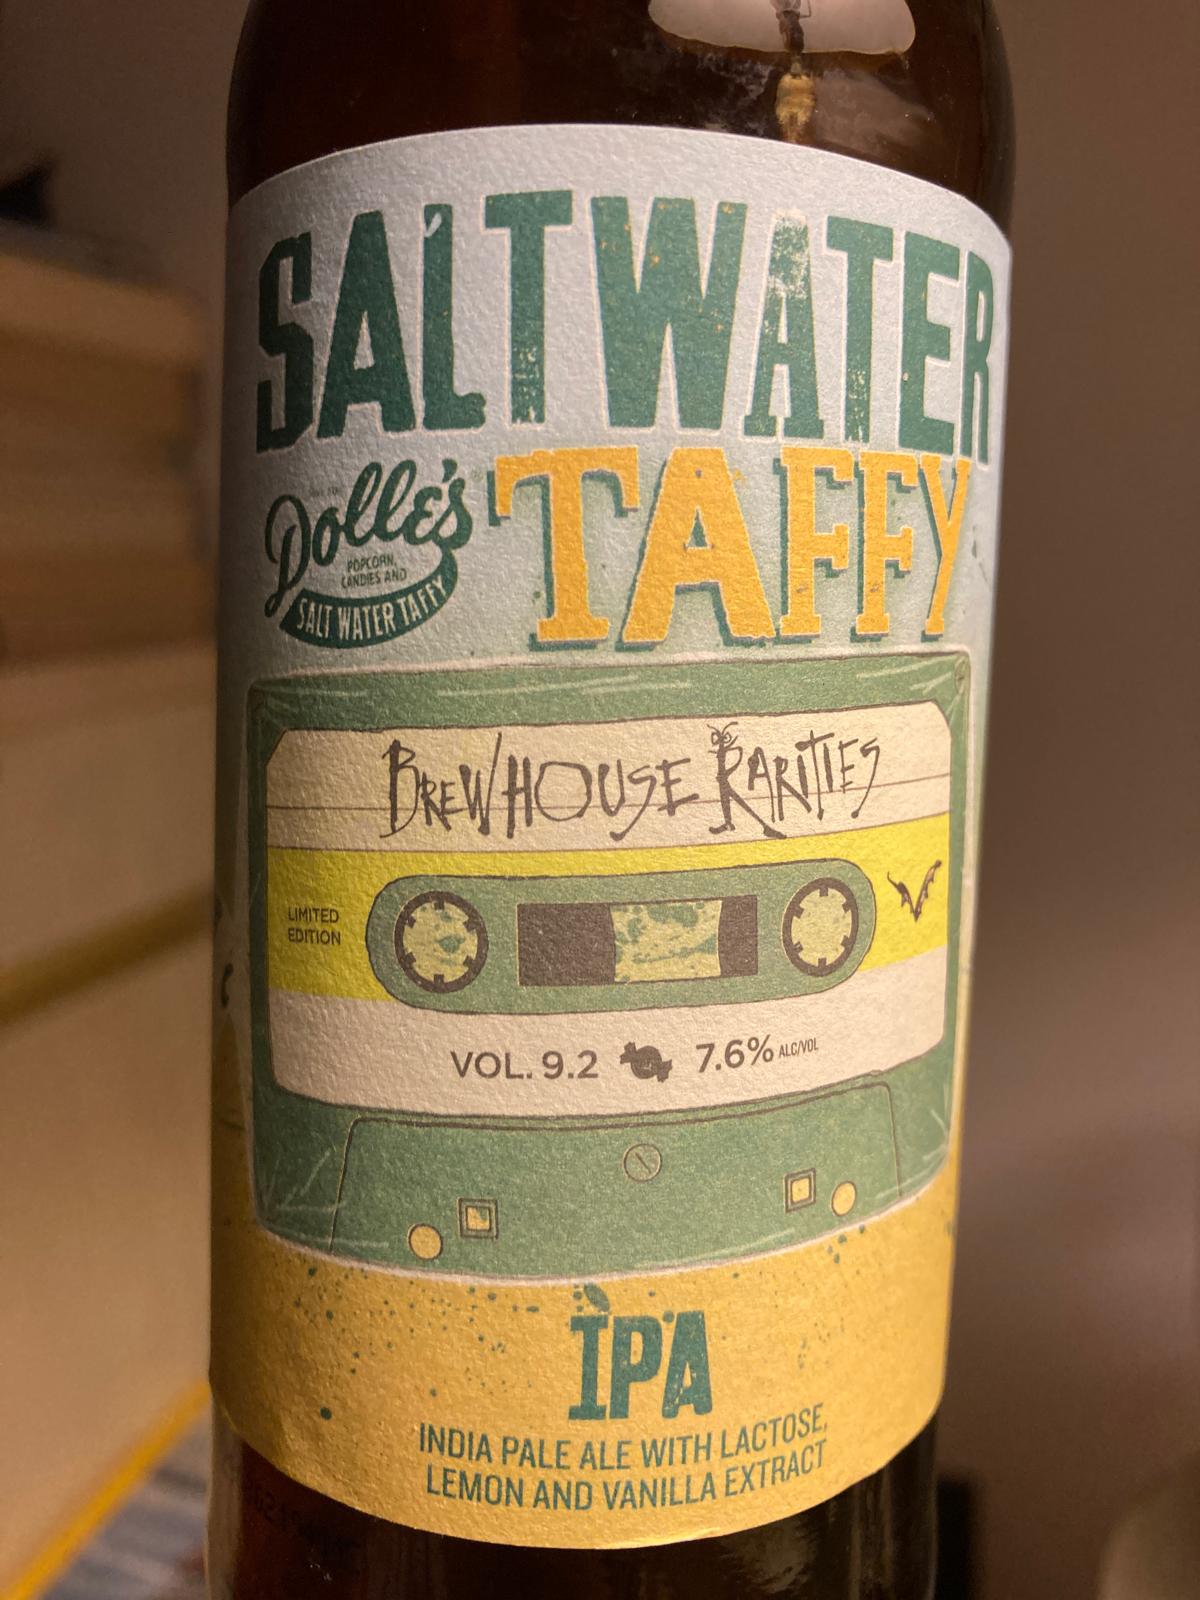 SALTWATER
Dolle's
TAFFY
POPCORN,
CANDIES AND
SALT WATER TAFFY
BREWHOUSE RARITIES
LIMITED
EDITION
VOL. 9.2
7.6% ALC/VOL
IPA
INDIA PALE ALE WITH LACTOSE,
LEMON AND VANILLA EXTRACT